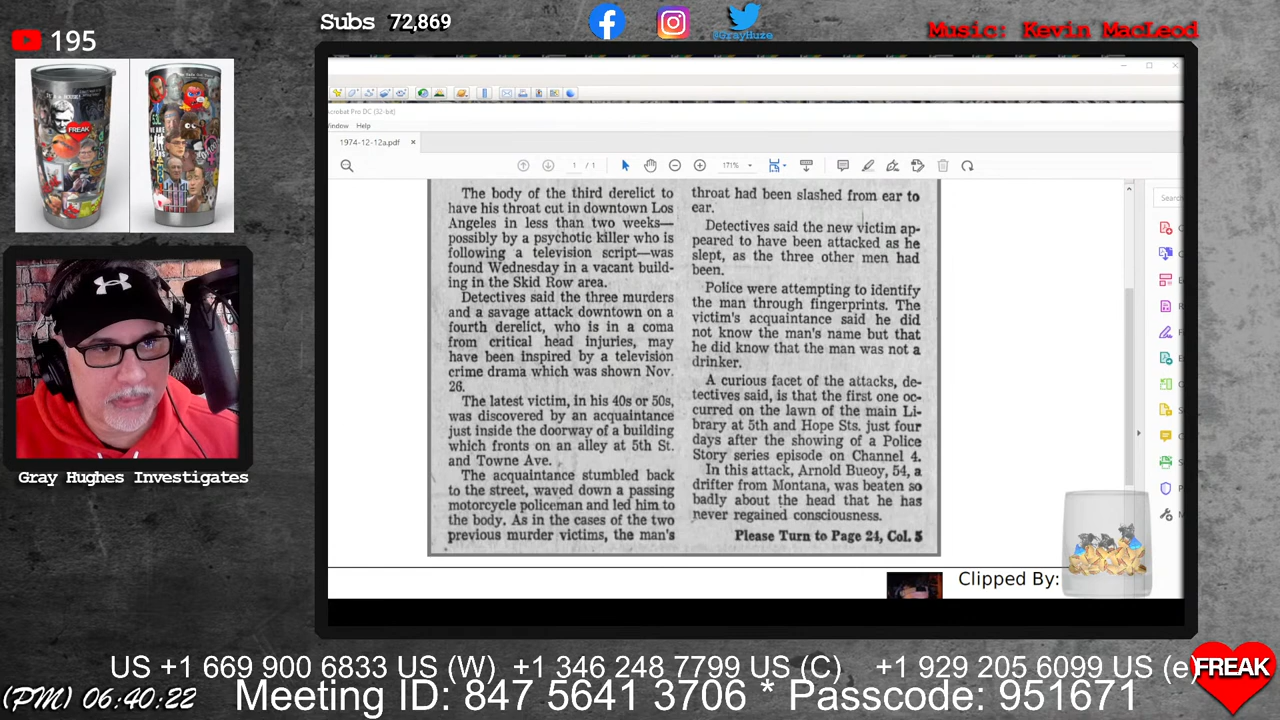 Subs 72,869
195
@GrayHuze
Music: Kevin MacLeod
FREAK
Gray Hughes Investigates
crobat Pro DC (32-bit)
indow Help
1974-12-12a.pdf ×
1 / 1
171%
Search
The body of the third derelict to
have his throat cut in downtown Los
Angeles in less than two weeks—
possibly by a psychotic killer who is
following a television script—was
found Wednesday in a vacant build-
ing in the Skid Row area.
Detectives said the three murders
and a savage attack downtown on a
fourth derelict, who is in a coma
from critical head injuries, may
have been inspired by a television
crime drama which was shown Nov.
26.
The latest victim, in his 40s or 50s,
was discovered by an acquaintance
just inside the doorway of a building
which fronts on an alley at 5th St.
and Towne Ave.
The acquaintance stumbled back
to the street, waved down a passing
motorcycle policeman and led him to
the body. As in the cases of the two
previous murder victims, the man's
throat had been slashed from ear to
ear.
Detectives said the new victim ap-
peared to have been attacked as he
slept, as the three other men had
been.
Police were attempting to identify
the man through fingerprints. The
victim's acquaintance said he did
not know the man's name but that
he did know that the man was not a
drinker.
A curious facet of the attacks, de-
tectives said, is that the first one oc-
curred on the lawn of the main Li-
brary at 5th and Hope Sts. just four
days after the showing of a Police
Story series episode on Channel 4.
In this attack, Arnold Bueoy, 54, a
drifter from Montana, was beaten so
badly about the head that he has
never regained consciousness.
Please Turn to Page 24, Col. 5
Clipped By:
US +1 669 900 6833 US (W) +1 346 248 7799 US (C) +1 929 205 6099 US (e)
FREAK
(PM) 06:40:22
Meeting ID: 847 5641 3706 * Passcode: 951671